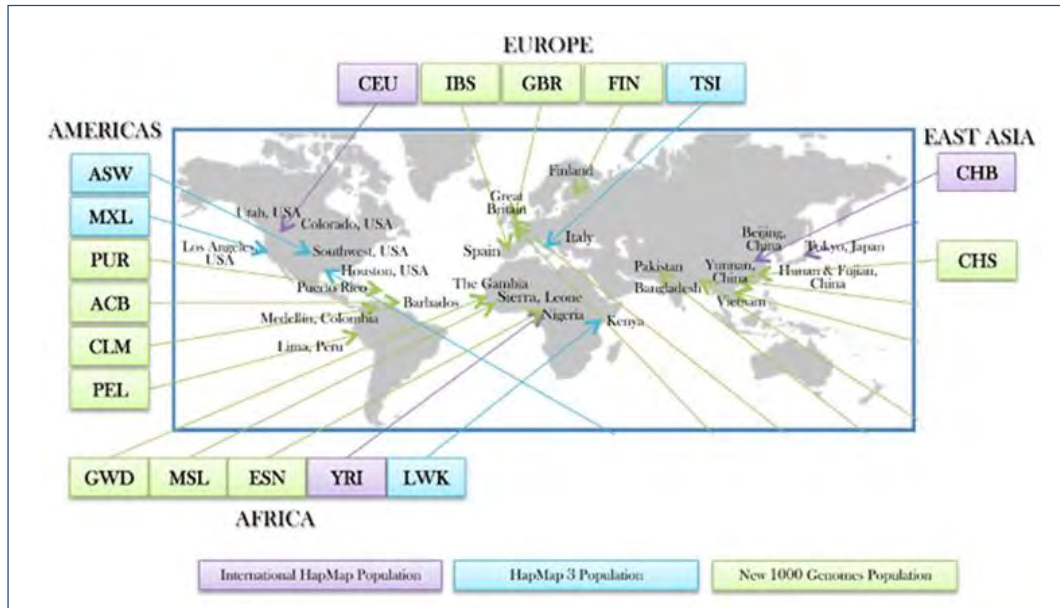 EUROPE
CEU
IBS
GBR
FIN
TSI
AMERICAS
EAST ASIA
ASW
MXL
PUR
ACB
CLM
PEL
CHB
CHS
Finland
Great
Britain
Utah, USA
Colorado, USA
Los Angeles,
USA
Southwest, USA
Houston, USA
Spain
Italy
Beijing,
China
Tokyo, Japan
Pakistan
Yunnan,
China
Hunan & Fujian,
China
Bangladesh
Vietnam
Puerto Rico
Barbados
The Gambia
Sierra, Leone
Nigeria
Kenya
Medellín, Colombia
Lima, Peru
GWD
MSL
ESN
YRI
LWK
AFRICA
International HapMap Population
HapMap 3 Population
New 1000 Genomes Population